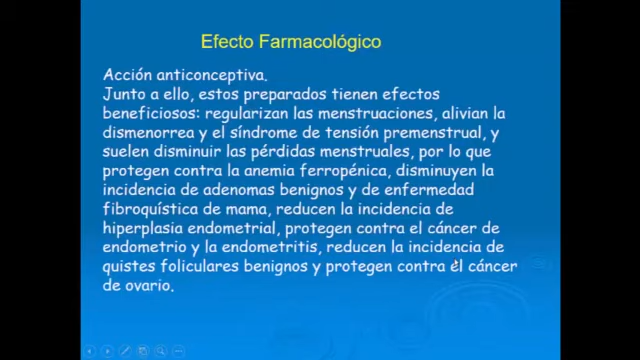 Efecto Farmacológico
Acción anticonceptiva.
Junto a ello, estos preparados tienen efectos
beneficiosos: regularizan las menstruaciones, alivian la
dismenorrea y el síndrome de tensión premenstrual, y
suelen disminuir las pérdidas menstruales, por lo que
protegen contra la anemia ferropénica, disminuyen la
incidencia de adenomas benignos y de enfermedad
fibroquística de mama, reducen la incidencia de
hiperplasia endometrial, protegen contra el cáncer de
endometrio y la endometritis, reducen la incidencia de
quistes foliculares benignos y protegen contra el cáncer
de ovario.